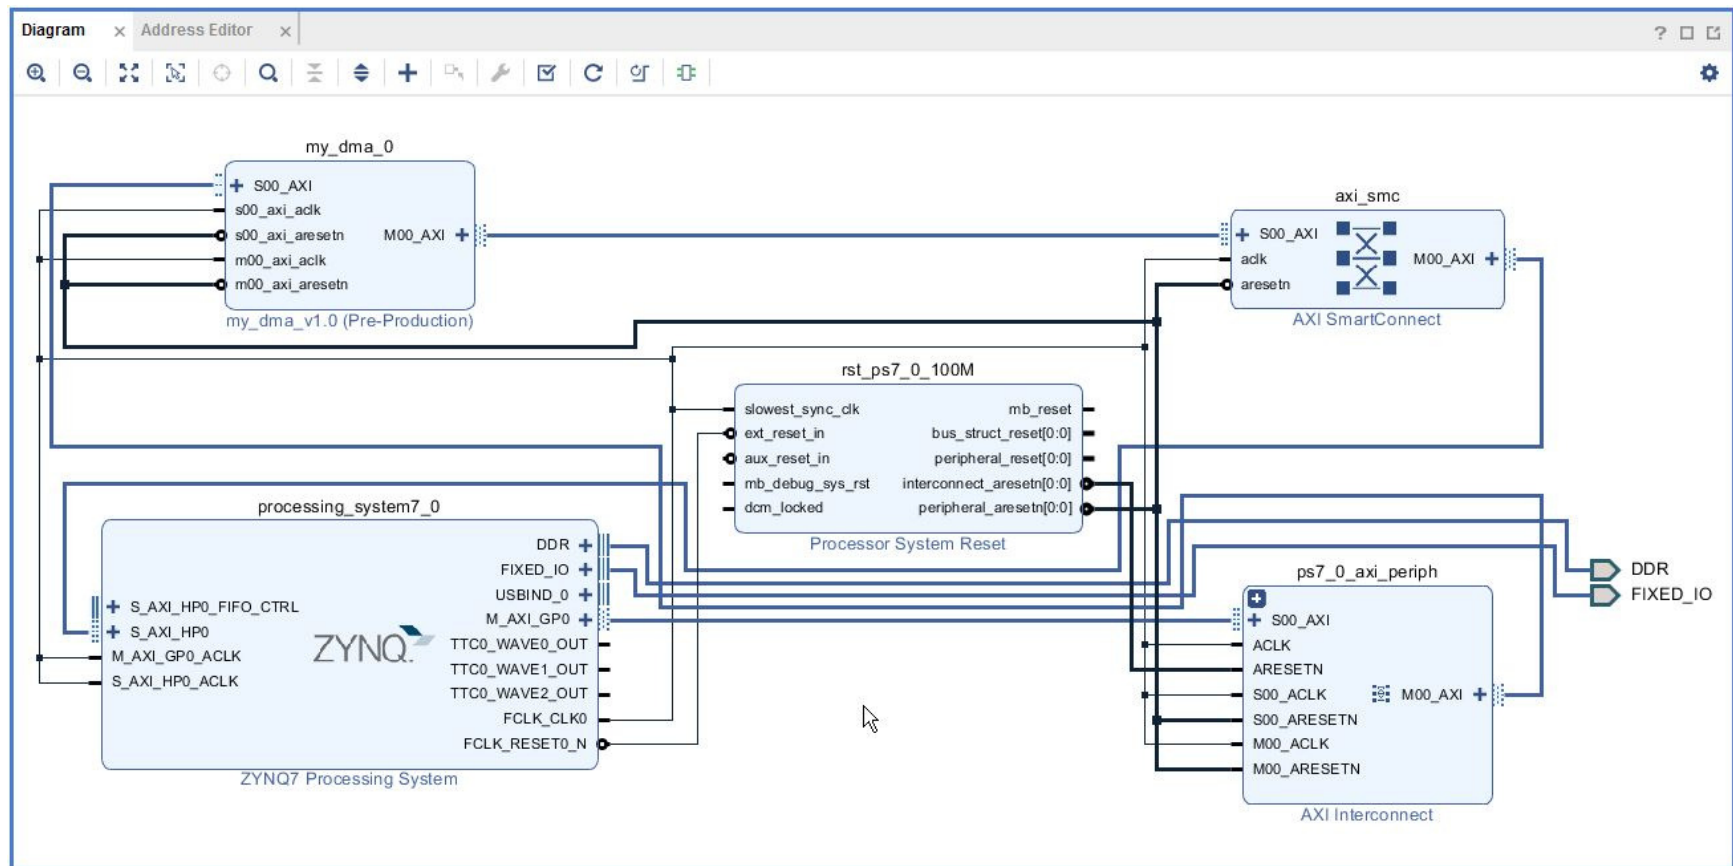 Diagram
Address Editor
?
my_dma_0
S00_AXI
s00_axi_aclk
s00_axi_aresetn
M00_AXI
m00_axi_aclk
m00_axi_aresetn
my_dma_v1.0 (Pre-Production)
axi_smc
S00_AXI
aclk
M00_AXI
aresetn
AXI SmartConnect
rst_ps7_0_100M
slowest_sync_clk
mb_reset
ext_reset_in
bus_struct_reset[0:0]
aux_reset_in
peripheral_reset[0:0]
mb_debug_sys_rst
interconnect_aresetn[0:0]
dcm_locked
peripheral_aresetn[0:0]
Processor System Reset
processing_system7_0
DDR
FIXED_IO
USBIND_0
S_AXI_HP0_FIFO_CTRL
M_AXI_GP0
S_AXI_HP0
ZYNQ
TTC0_WAVE0_OUT
M_AXI_GP0_ACLK
TTC0_WAVE1_OUT
S_AXI_HP0_ACLK
TTC0_WAVE2_OUT
FCLK_CLK0
FCLK_RESET0_N
ZYNQ7 Processing System
ps7_0_axi_periph
S00_AXI
ACLK
ARESETN
S00_ACLK
M00_AXI
S00_ARESETN
M00_ACLK
M00_ARESETN
AXI Interconnect
DDR
FIXED_IO